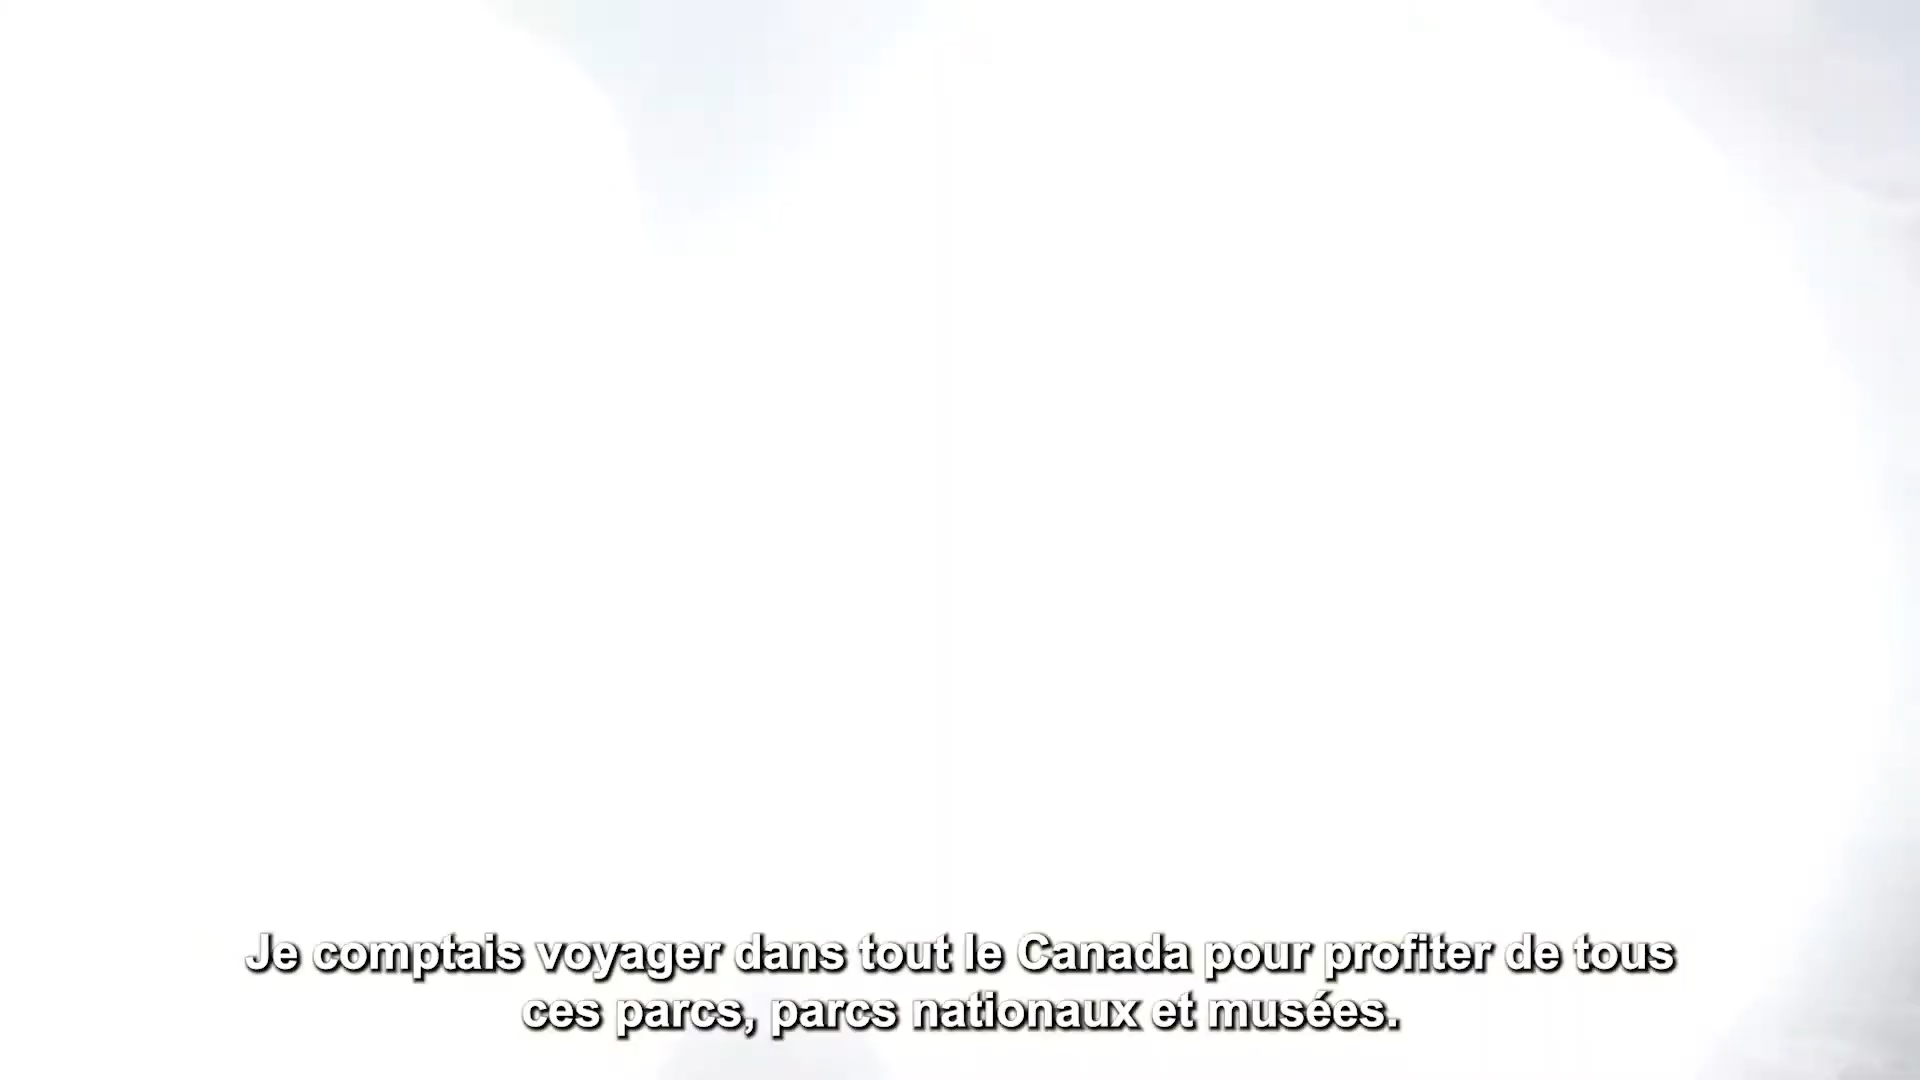 Je comptais voyager dans tout le Canada pour profiter de tous
ces parcs, parcs nationaux et musées.